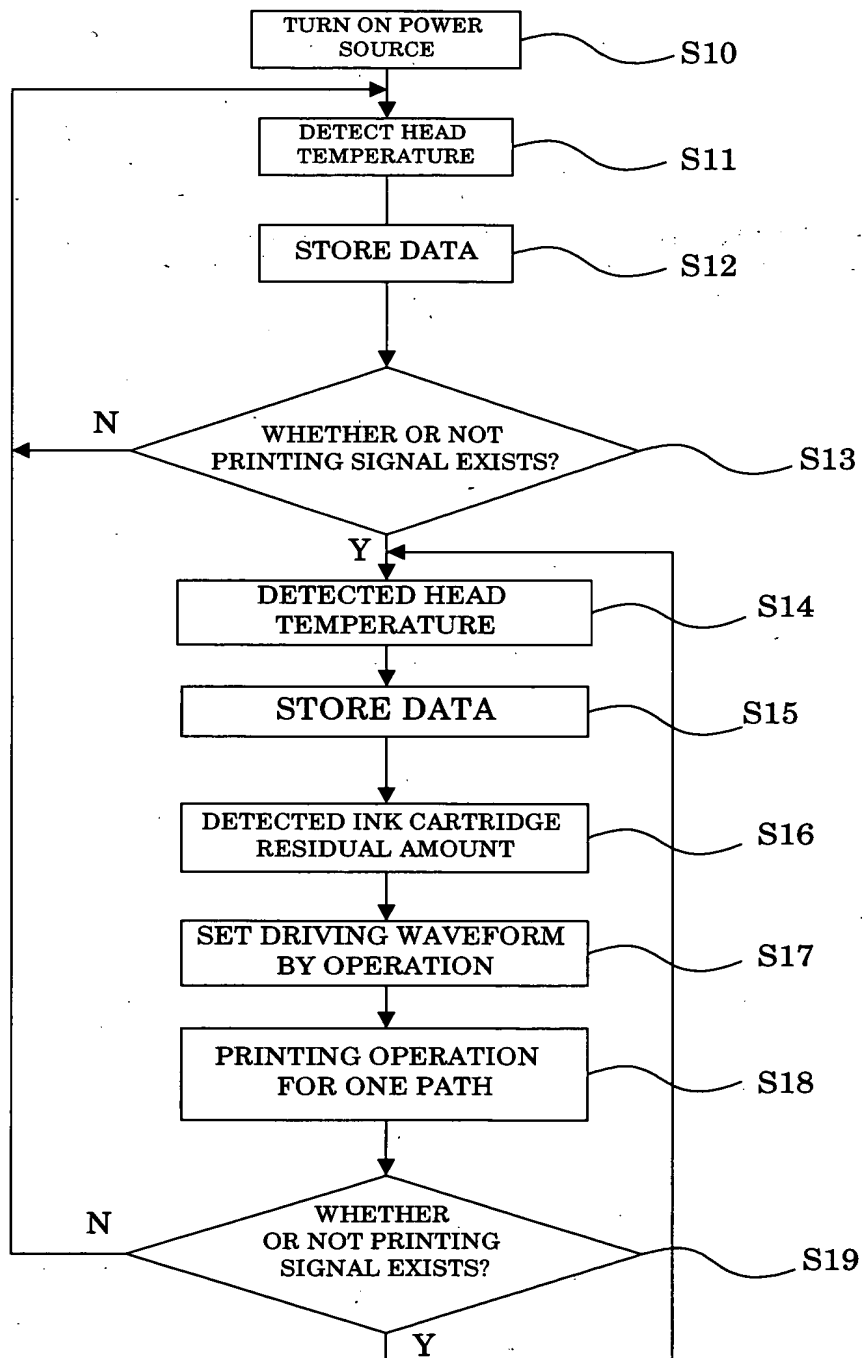 TURN ON POWER
SOURCE
S10
DETECT HEAD
TEMPERATURE
S11
STORE DATA
S12
N
WHETHER OR NOT
PRINTING SIGNAL EXISTS?
S13
Y
DETECTED HEAD
TEMPERATURE
S14
STORE DATA
S15
DETECTED INK CARTRIDGE
RESIDUAL AMOUNT
S16
SET DRIVING WAVEFORM
BY OPERATION
S17
PRINTING OPERATION
FOR ONE PATH
S18
N
WHETHER
OR NOT PRINTING
SIGNAL EXISTS?
S19
Y